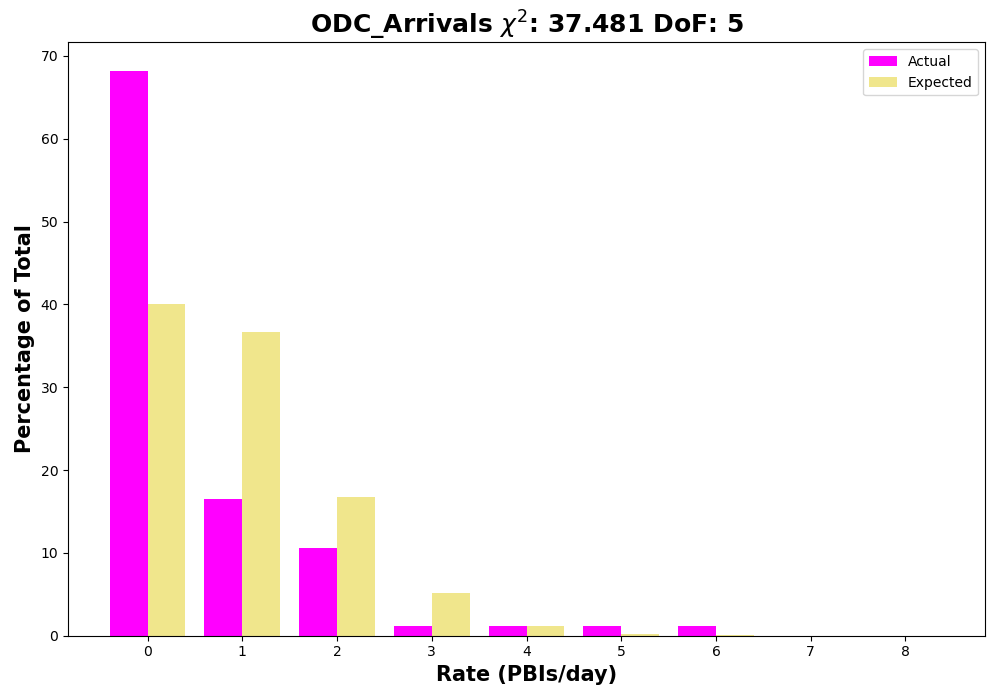 ODC_Arrivals χ²: 37.481 DoF: 5
Actual
Expected
Percentage of Total
70
60
50
40
30
20
10
0
0 1 2 3 4 5 6 7 8
Rate (PBIs/day)